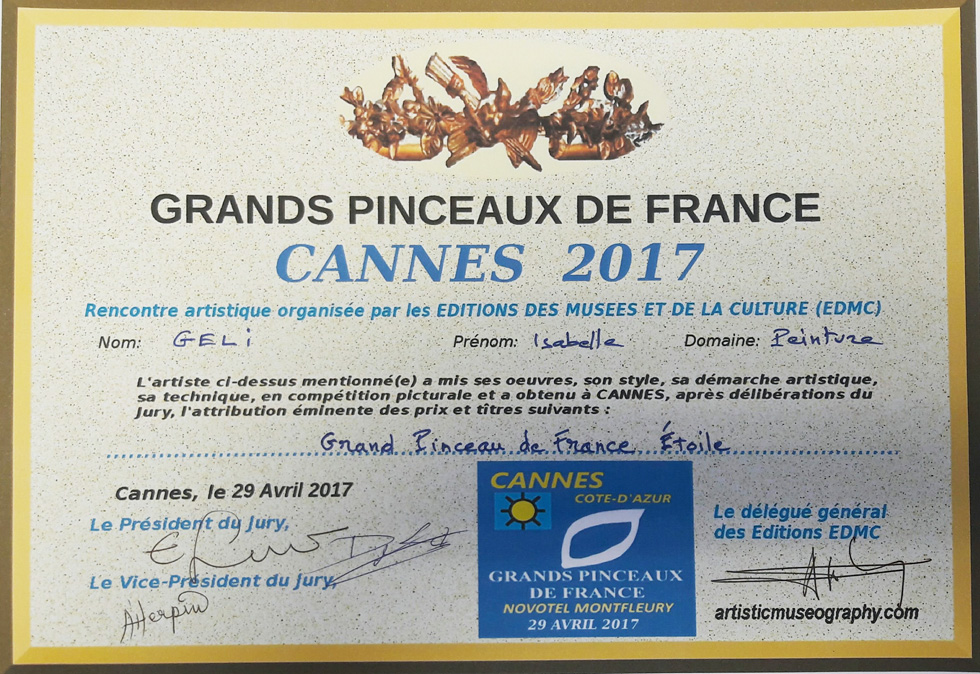 GRANDS PINCEAUX DE FRANCE
CANNES 2017
Rencontre artistique organisée par les EDITIONS DES MUSEES ET DE LA CULTURE (EDMC)
Nom: GELi Prénom: Isabelle Domaine: Peinture
L'artiste ci-dessus mentionné(e) a mis ses oeuvres, son style, sa démarche artistique,
sa technique, en compétition picturale et a obtenu à CANNES, après délibérations du
Jury, l'attribution éminente des prix et tîtres suivants :
Grand Pinceau de France Étoile
Cannes, le 29 Avril 2017
Le Président du Jury,
Le Vice-Président du jury,
AHerpin
CANNES
COTE-D'AZUR
GRANDS PINCEAUX
DE FRANCE
NOVOTEL MONTFLEURY
29 AVRIL 2017
Le délégué général
des Editions EDMC
artisticmuseography.com